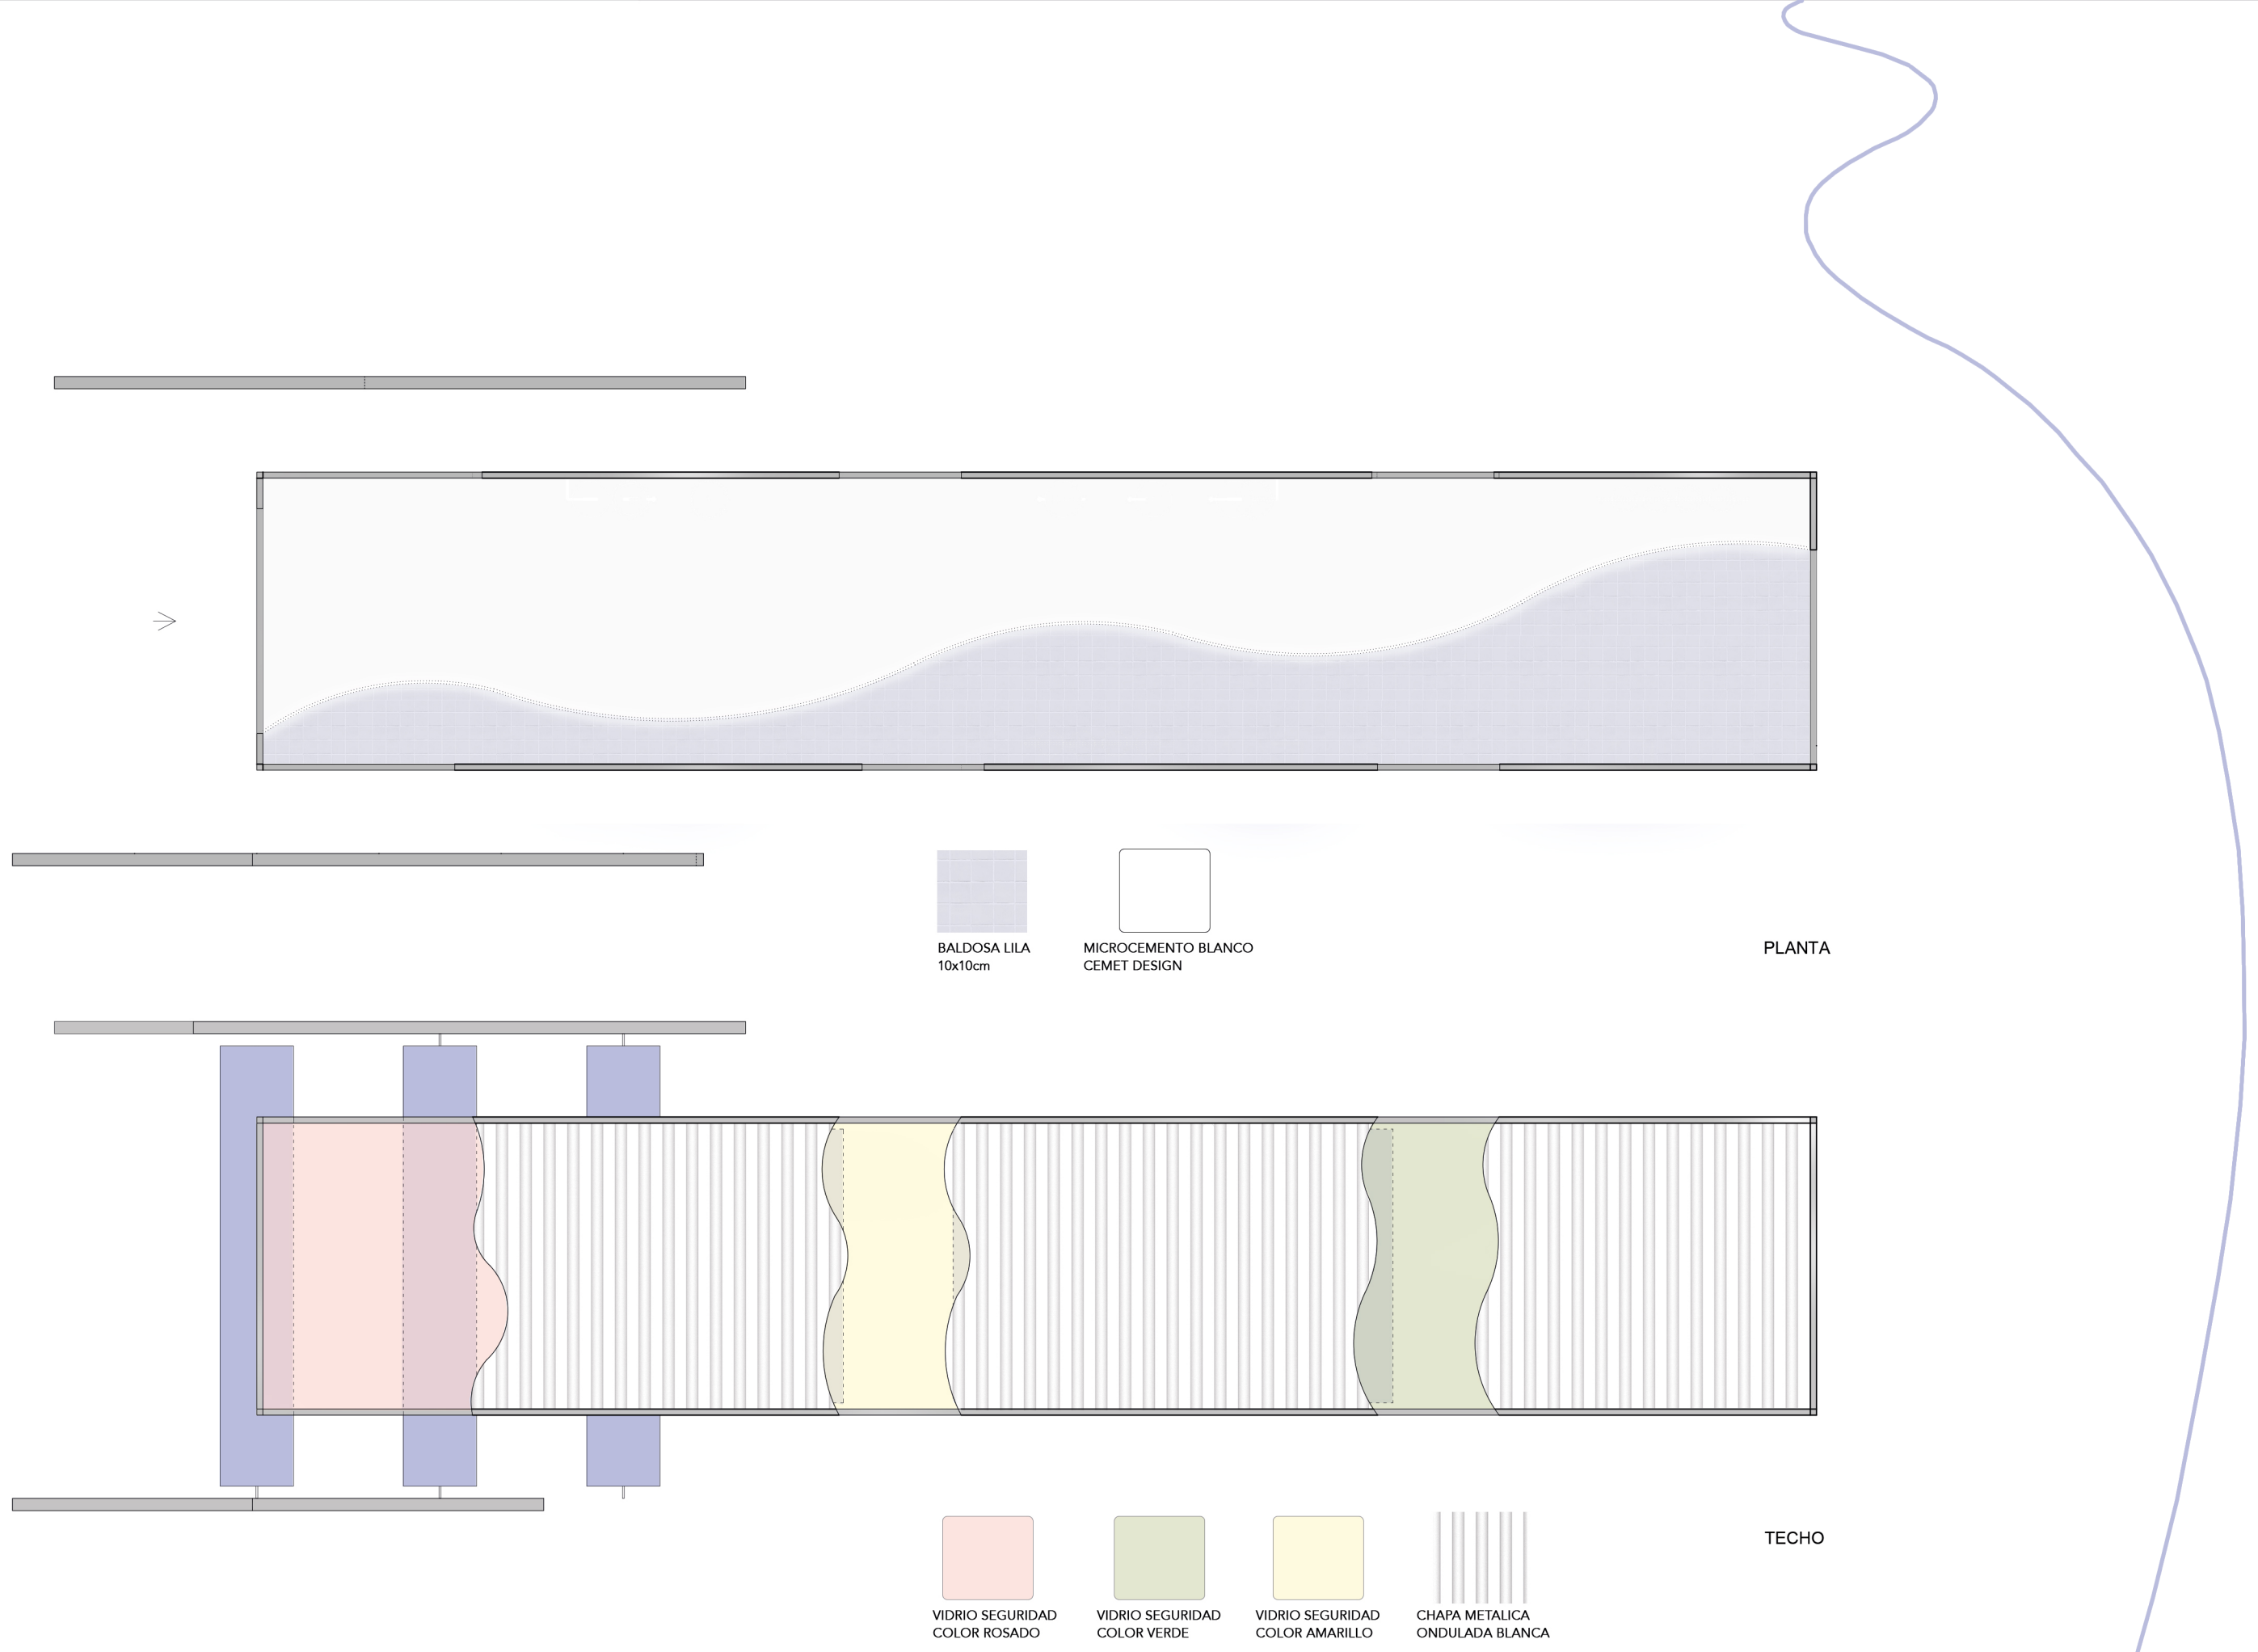 BALDOSA LILA
10x10cm
MICROCEMENTO BLANCO
CEMET DESIGN
PLANTA
TECHO
VIDRIO SEGURIDAD
COLOR ROSADO
VIDRIO SEGURIDAD
COLOR VERDE
VIDRIO SEGURIDAD
COLOR AMARILLO
CHAPA METALICA
ONDULADA BLANCA